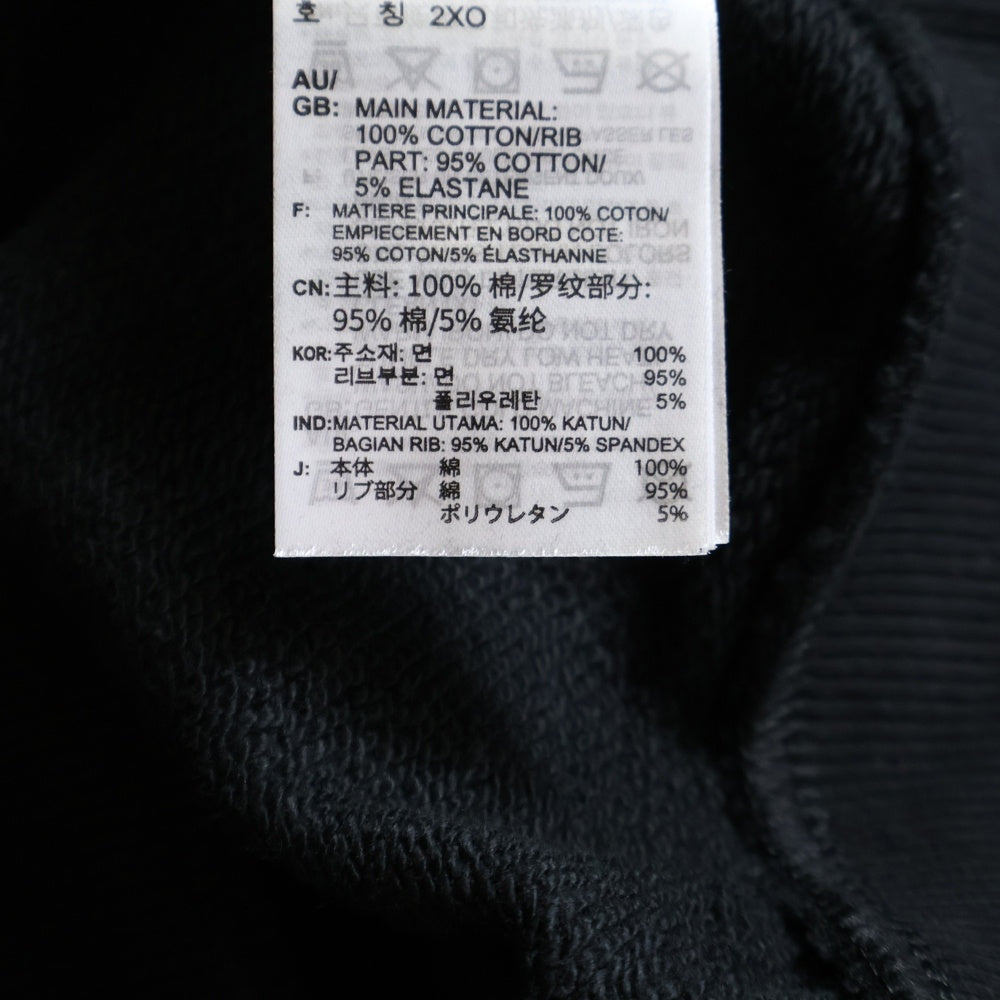 호 칭 2XO
AU/
GB: MAIN MATERIAL:
100% COTTON/RIB
PART: 95% COTTON/
5% ELASTANE
F: MATIERE PRINCIPALE: 100% COTON/
EMPIECEMENT EN BORD COTE:
95% COTON/5% ÉLASTHANNE
CN: 主料: 100% 棉/罗纹部分:
95% 棉/5% 氨纶
KOR: 주소재: 면 100%
리브부분: 면 95%
폴리우레탄 5%
IND: MATERIAL UTAMA: 100% KATUN/
BAGIAN RIB: 95% KATUN/5% SPANDEX
J: 本体 綿 100%
リブ部分 綿 95%
ポリウレタン 5%